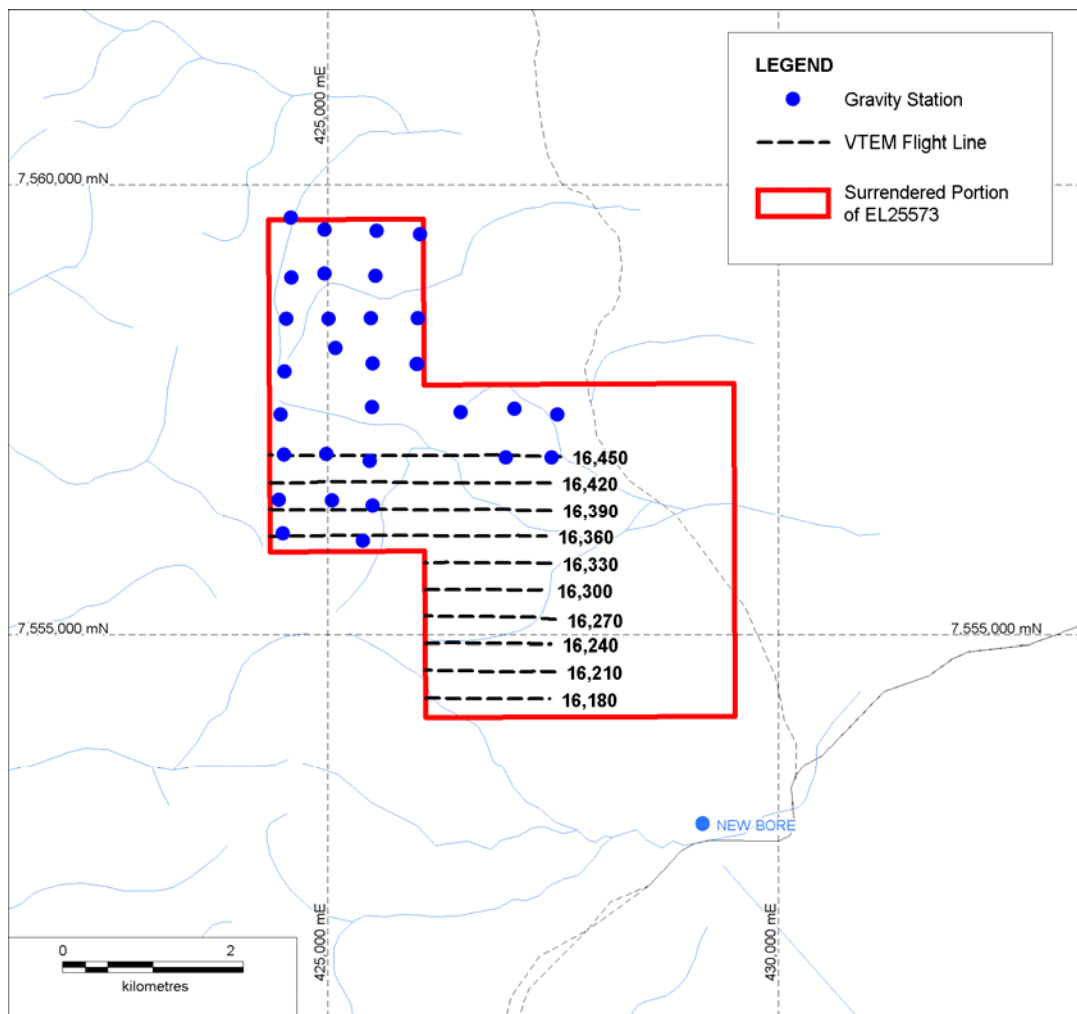 LEGEND
Gravity Station
VTEM Flight Line
Surrendered Portion
of EL25573
425,000 mE
7,560,000 mN
16,450
16,420
16,390
16,360
16,330
16,300
16,270
16,240
16,210
16,180
7,555,000 mN
7.555,000 mN
NEW BORE
425,000 mE
430,000 mE
0
2
kilometres